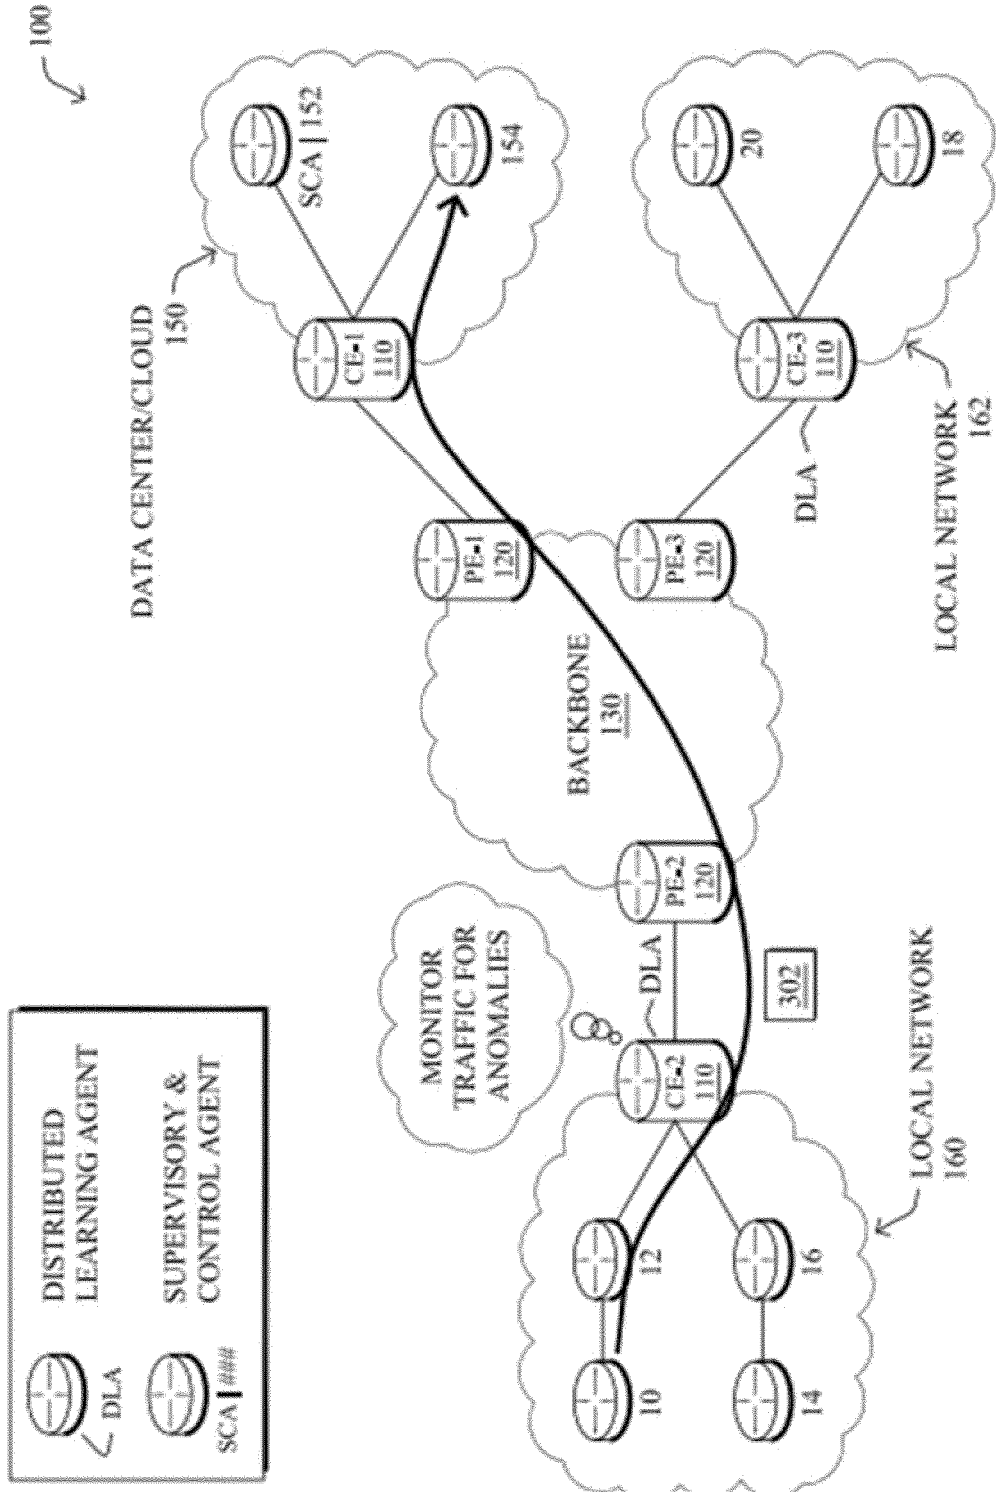 100
DATA CENTER/CLOUD
150
SCA | 152
154
CE-1
110
PE-1
120
BACKBONE
130
PE-3
120
PE-2
120
20
18
CE-3
110
DLA
LOCAL NETWORK
162
MONITOR
TRAFFIC FOR
ANOMALIES
DLA
CE-2
110
302
10
12
14
16
LOCAL NETWORK
160
DLA
DISTRIBUTED
LEARNING AGENT
SCA | ###
SUPERVISORY &
CONTROL AGENT